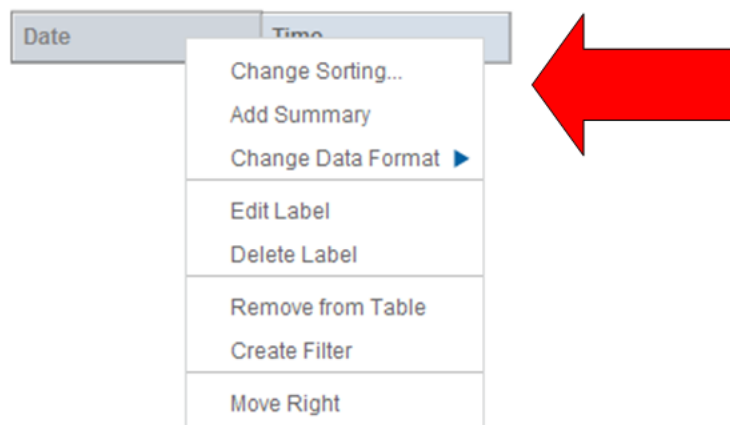 Date Time
Change Sorting...
Add Summary
Change Data Format
Edit Label
Delete Label
Remove from Table
Create Filter
Move Right